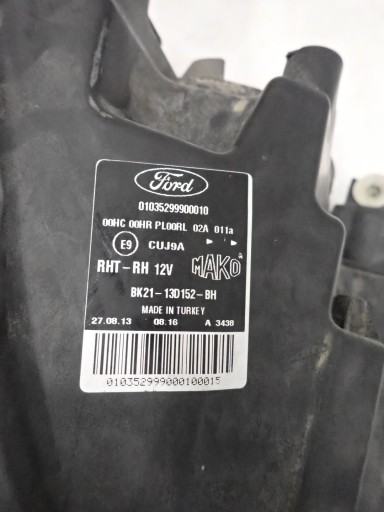 Ford
01035299900010
00HC 00HR PL00RL 02A 011a
E9 CUJ9A
RHT-RH 12V MAKO
BK21-13D152-BH
MADE IN TURKEY
27.08.13 08.16 A 3438
010352999000100015